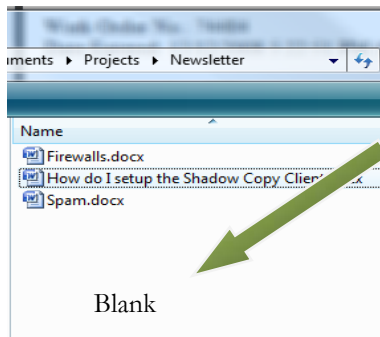 Work Order No.:
uments ▸ Projects ▸ Newsletter
Name
Firewalls.docx
How do I setup the Shadow Copy Client
Spam.docx
Blank